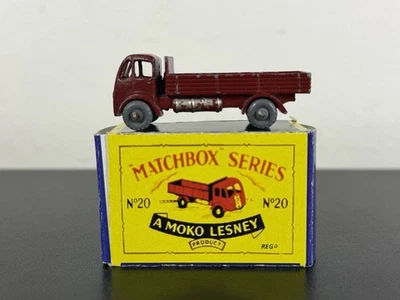 "MATCHBOX" SERIES
Nº20 Nº20
A MOKO LESNEY
PRODUCT
REGD